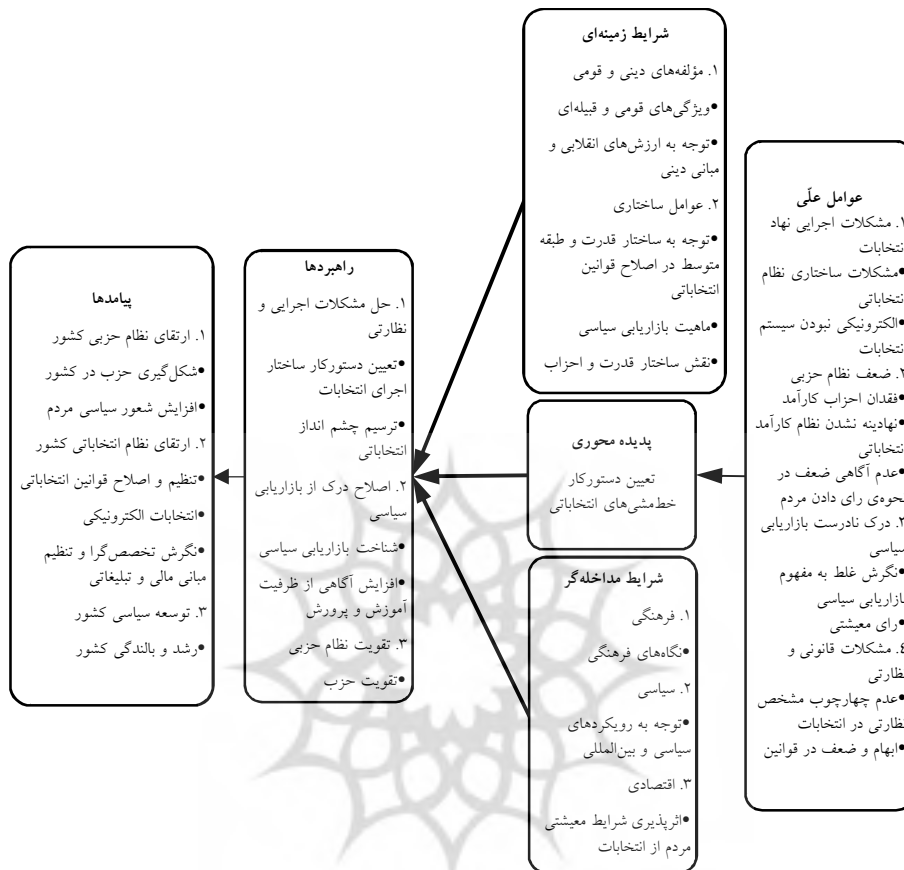 عوامل علّی
۱. مشکلات اجرایی نهاد
نتخابات
•مشکلات ساختاری نظام
نتخاباتی
•الکترونیکی نبودن سیستم
نتخابات
۲. ضعف نظام حزبی
•فقدان احزاب کارآمد
•نهادینه نشدن نظام کارآمد
نتخاباتی
•عدم آگاهی ضعف در
حوه‌ی رای دادن مردم
۳. درک نادرست بازاریابی
سیاسی
•نگرش غلط به مفهوم
ازاریابی سیاسی
•رای معیشتی
٤. مشکلات قانونی و
ظارتی
•عدم چهارچوب مشخص
ظارتی در انتخابات
•ابهام و ضعف در قوانین
شرایط زمینه‌ای
۱. مؤلفه‌های دینی و قومی
•ویژگی‌های قومی و قبیله‌ای
•توجه به ارزش‌های انقلابی و
مبانی دینی
۲. عوامل ساختاری
•توجه به ساختار قدرت و طبقه
متوسط در اصلاح قوانین
انتخاباتی
•ماهیت بازاریابی سیاسی
•نقش ساختار قدرت و احزاب
پدیده محوری
تعیین دستورکار
خط‌مشی‌های انتخاباتی
شرایط مداخله‌گر
۱. فرهنگی
•نگاه‌های فرهنگی
۲. سیاسی
•توجه به رویکردهای
سیاسی و بین‌المللی
۳. اقتصادی
•اثرپذیری شرایط معیشتی
مردم از انتخابات
راهبردها
۱. حل مشکلات اجرایی و
نظارتی
•تعیین دستورکار ساختار
اجرای انتخابات
•ترسیم چشم انداز
انتخاباتی
۲. اصلاح درک از بازاریابی
سیاسی
•شناخت بازاریابی سیاسی
•افزایش آگاهی از ظرفیت
آموزش و پرورش
۳. تقویت نظام حزبی
•تقویت حزب
پیامدها
۱. ارتقای نظام حزبی کشور
•شکل‌گیری حزب در کشور
•افزایش شعور سیاسی مردم
۲. ارتقای نظام انتخاباتی کشور
•تنظیم و اصلاح قوانین انتخاباتی
•انتخابات الکترونیکی
•نگرش تخصص‌گرا و تنظیم
مبانی مالی و تبلیغاتی
۳. توسعه سیاسی کشور
•رشد و بالندگی کشور